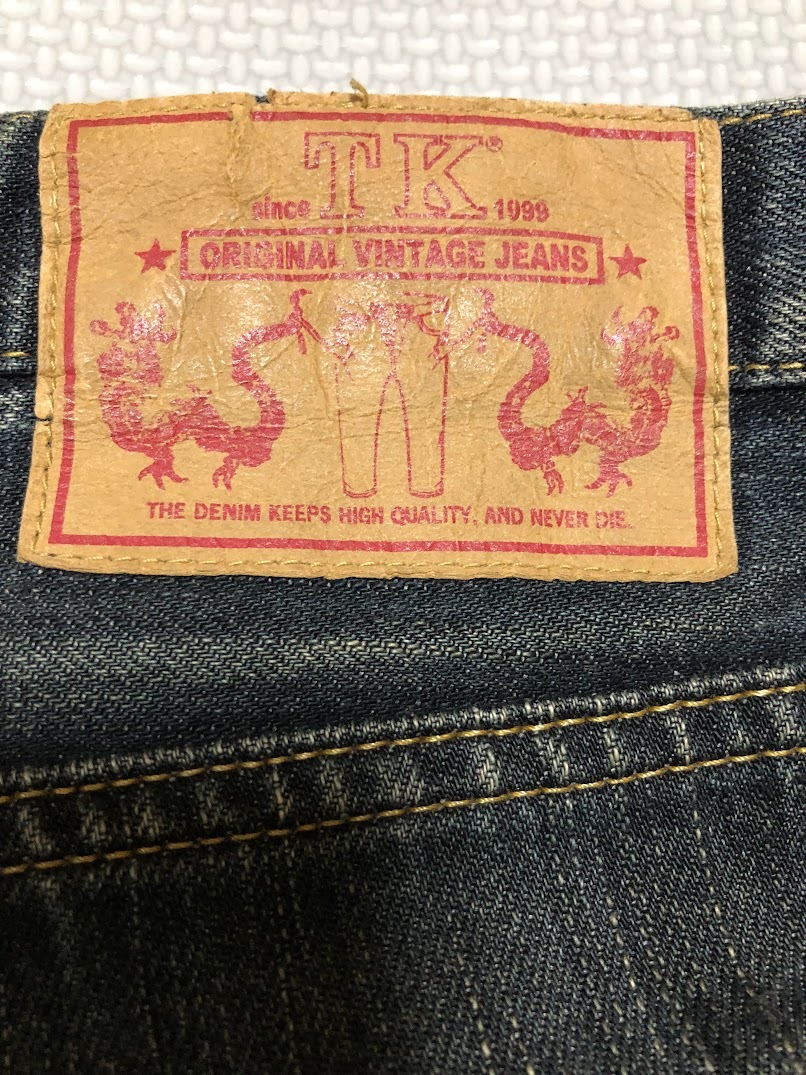 TK®
since 1999
ORIGINAL VINTAGE JEANS
THE DENIM KEEPS HIGH QUALITY, AND NEVER DIE.